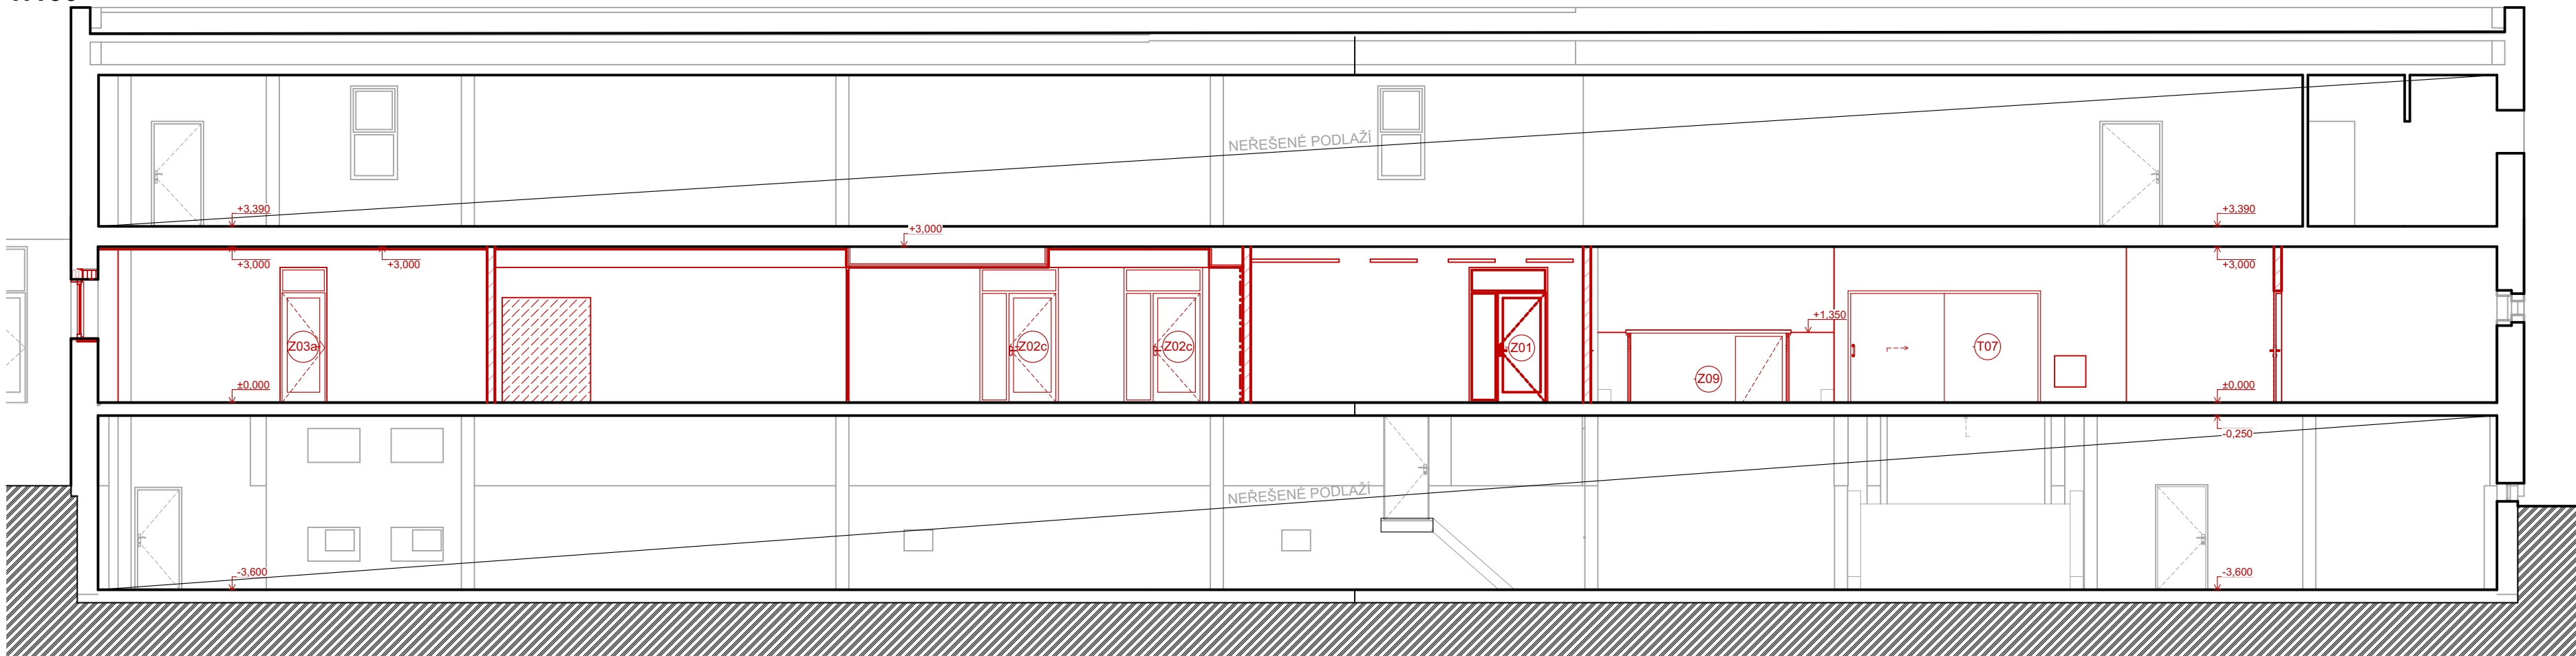 NEŘEŠENÉ PODLAŽÍ
+3,390
+3,390
+3,000
+3,000
+3,000
+3,000
+1,350
Z03a
Z02c
Z02c
Z01
Z09
T07
±0,000
±0,000
-0,250
NEŘEŠENÉ PODLAŽÍ
-3,600
-3,600